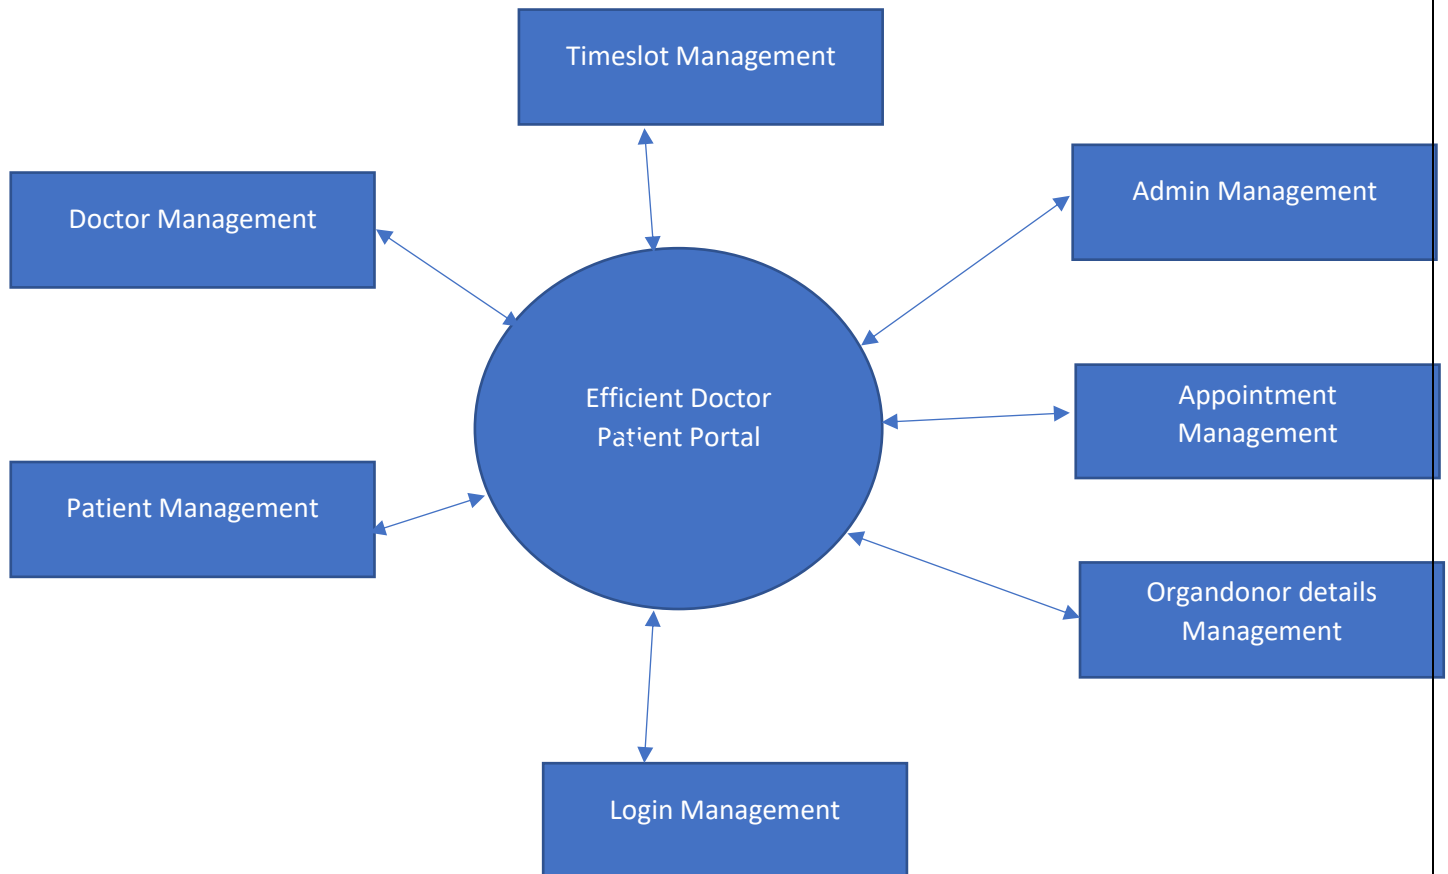 Timeslot Management
Doctor Management
Admin Management
Efficient Doctor
Patient Portal
Appointment
Management
Patient Management
Organdonor details
Management
Login Management